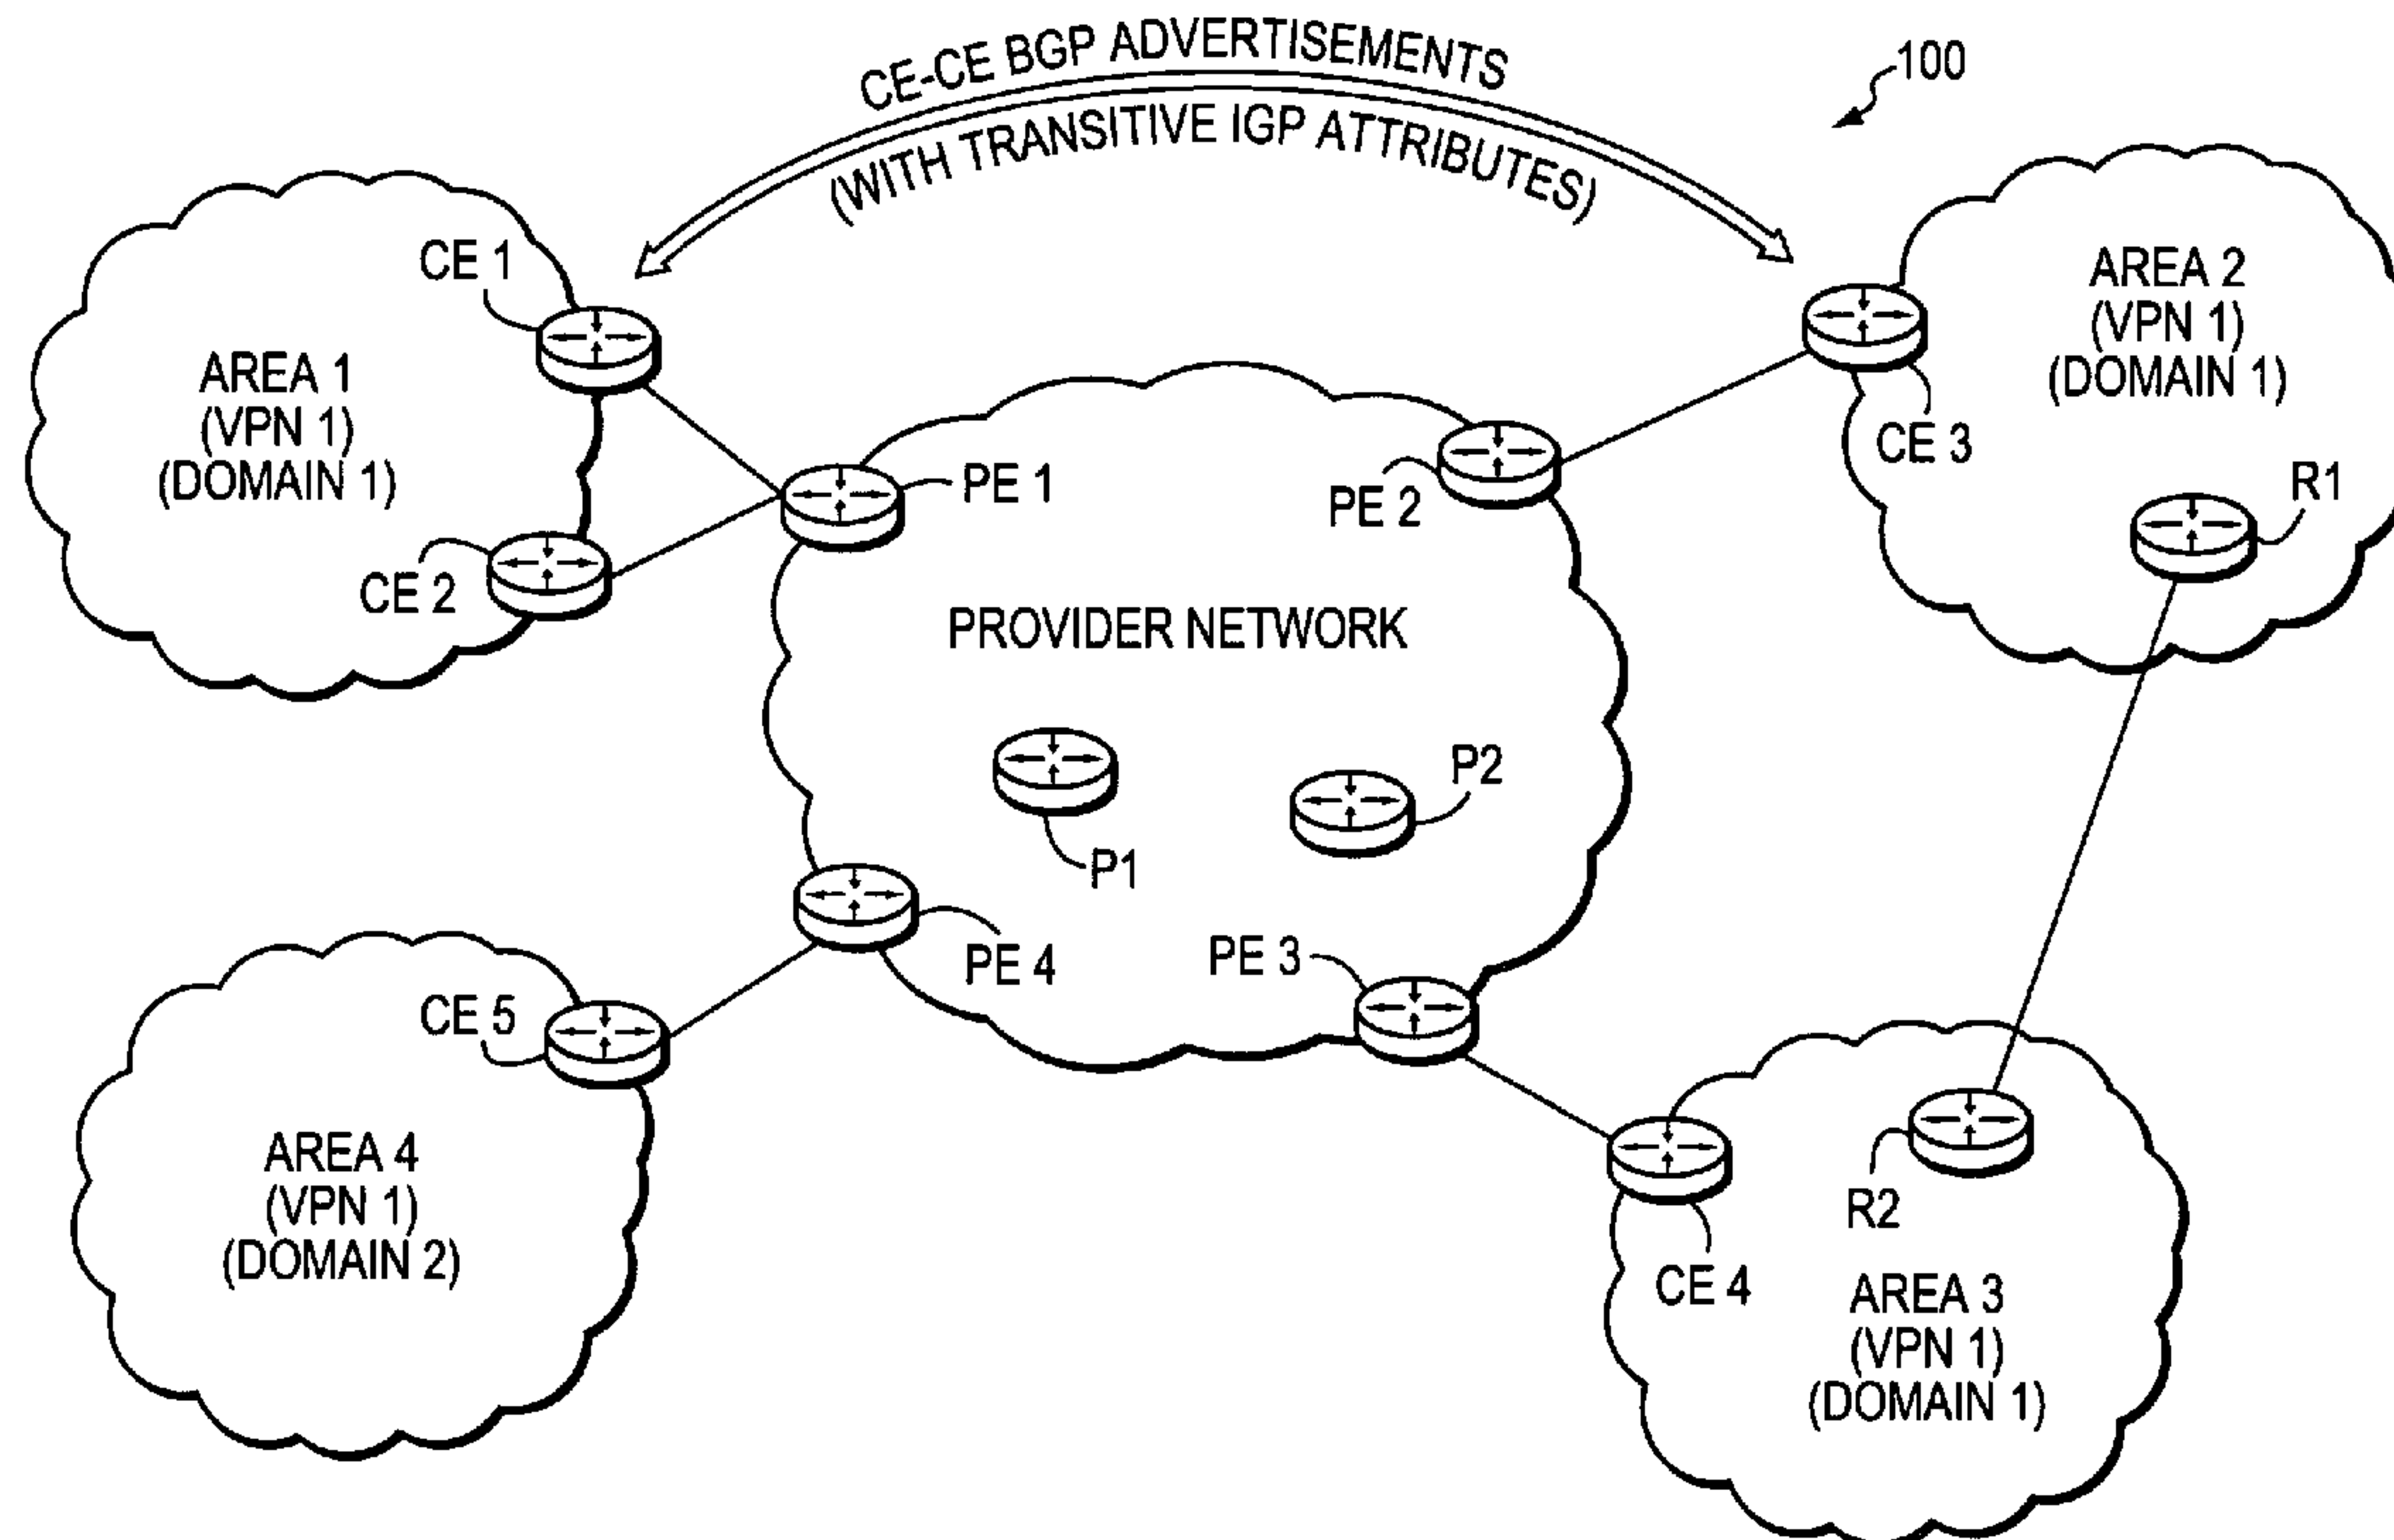 CE-CE BGP ADVERTISEMENTS
(WITH TRANSITIVE IGP ATTRIBUTES)
100
CE 1
AREA 1
(VPN 1)
(DOMAIN 1)
CE 2
AREA 2
(VPN 1)
(DOMAIN 1)
CE 3
R1
PE 1
PE 2
PROVIDER NETWORK
P1
P2
PE 4
PE 3
CE 5
AREA 4
(VPN 1)
(DOMAIN 2)
CE 4
R2
AREA 3
(VPN 1)
(DOMAIN 1)